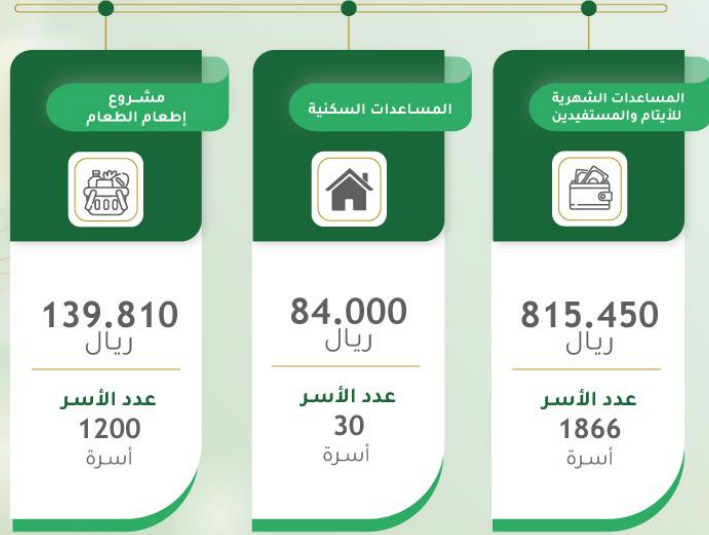 المساعدات الشهرية
للأيتام والمستفيدين
815.450
ريال
عدد الأسر
1866
أسرة
المساعدات السكنية
84.000
ريال
عدد الأسر
30
أسرة
مشـروع
إطعام الطعام
139.810
ريال
عدد الأسر
1200
أسرة